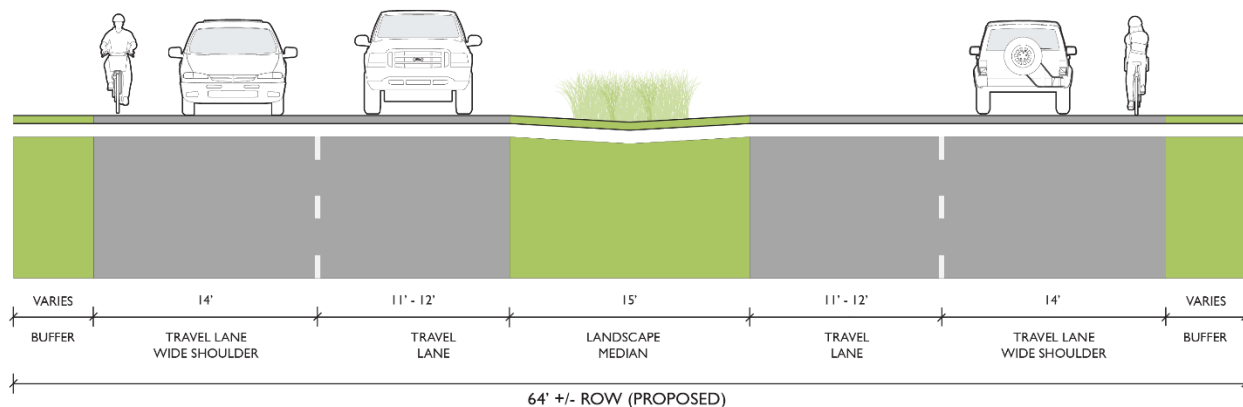 VARIES 14' 11' - 12' 15' 11' - 12' 14' VARIES
BUFFER TRAVEL LANE TRAVEL LANDSCAPE TRAVEL TRAVEL LANE BUFFER
WIDE SHOULDER LANE MEDIAN LANE WIDE SHOULDER
64' +/- ROW (PROPOSED)